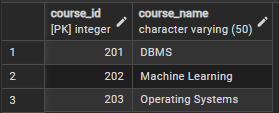 course_id course_name
[PK] integer character varying (50)
1 201 DBMS
2 202 Machine Learning
3 203 Operating Systems